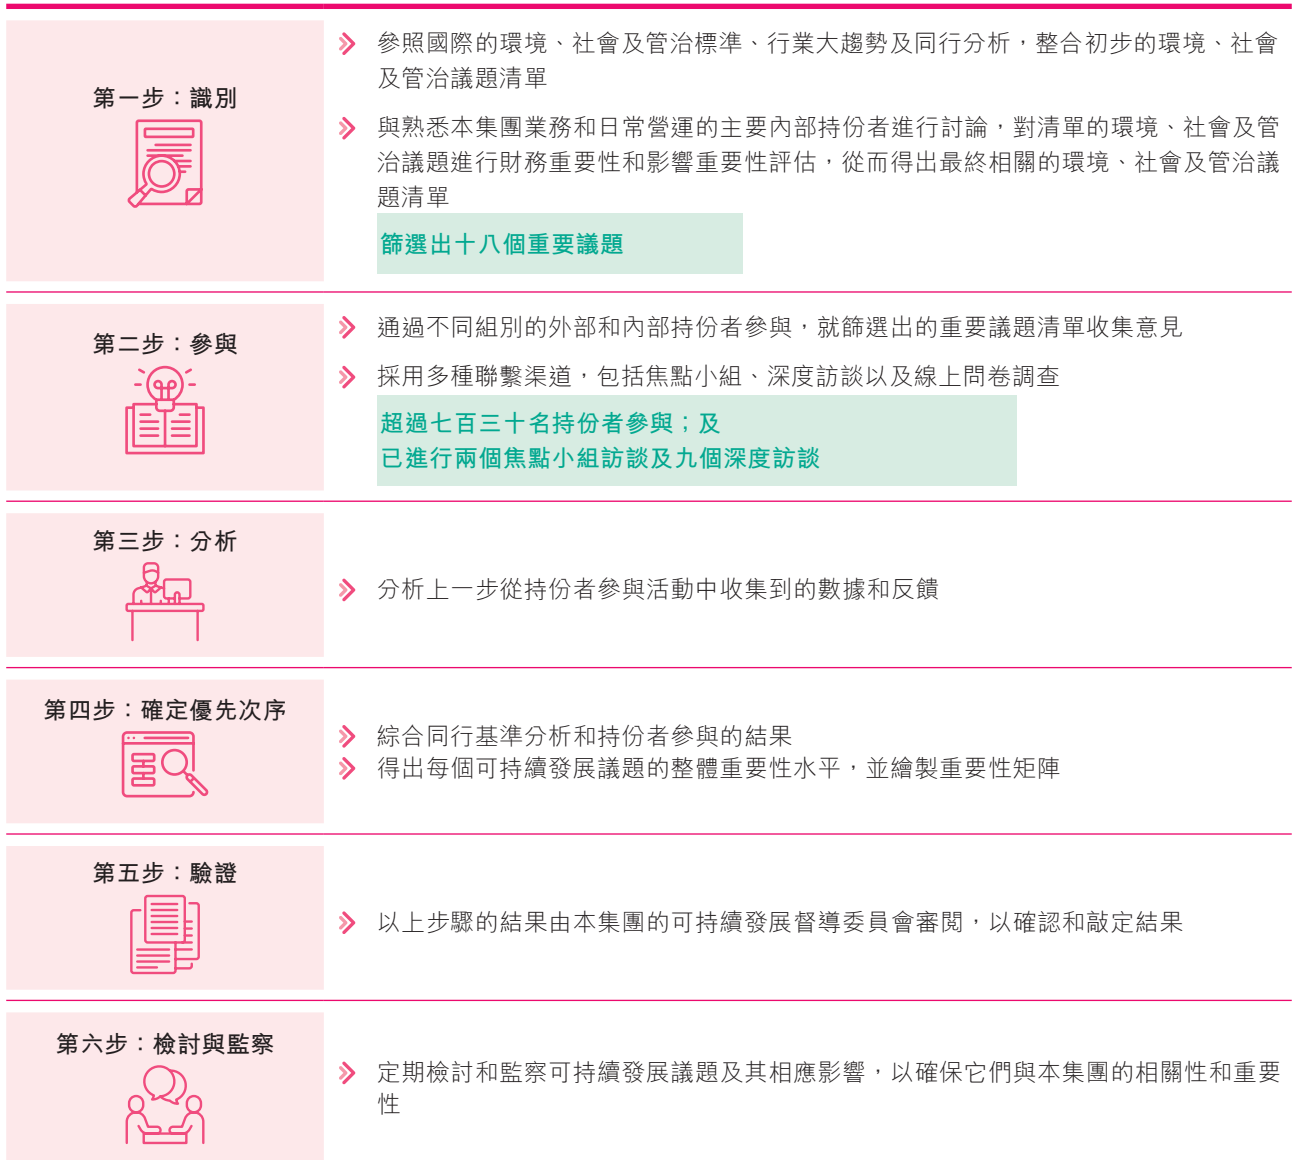 第一步：識別
參照國際的環境、社會及管治標準、行業大趨勢及同行分析，整合初步的環境、社會
及管治議題清單
與熟悉本集團業務和日常營運的主要內部持份者進行討論，對清單的環境、社會及管
治議題進行財務重要性和影響重要性評估，從而得出最終相關的環境、社會及管治議
題清單
篩選出十八個重要議題
第二步：參與
通過不同組別的外部和內部持份者參與，就篩選出的重要議題清單收集意見
採用多種聯繫渠道，包括焦點小組、深度訪談以及線上問卷調查
超過七百三十名持份者參與；及
已進行兩個焦點小組訪談及九個深度訪談
第三步：分析
分析上一步從持份者參與活動中收集到的數據和反饋
第四步：確定優先次序
綜合同行基準分析和持份者參與的結果
得出每個可持續發展議題的整體重要性水平，並繪製重要性矩陣
第五步：驗證
以上步驟的結果由本集團的可持續發展督導委員會審閱，以確認和敲定結果
第六步：檢討與監察
定期檢討和監察可持續發展議題及其相應影響，以確保它們與本集團的相關性和重要
性